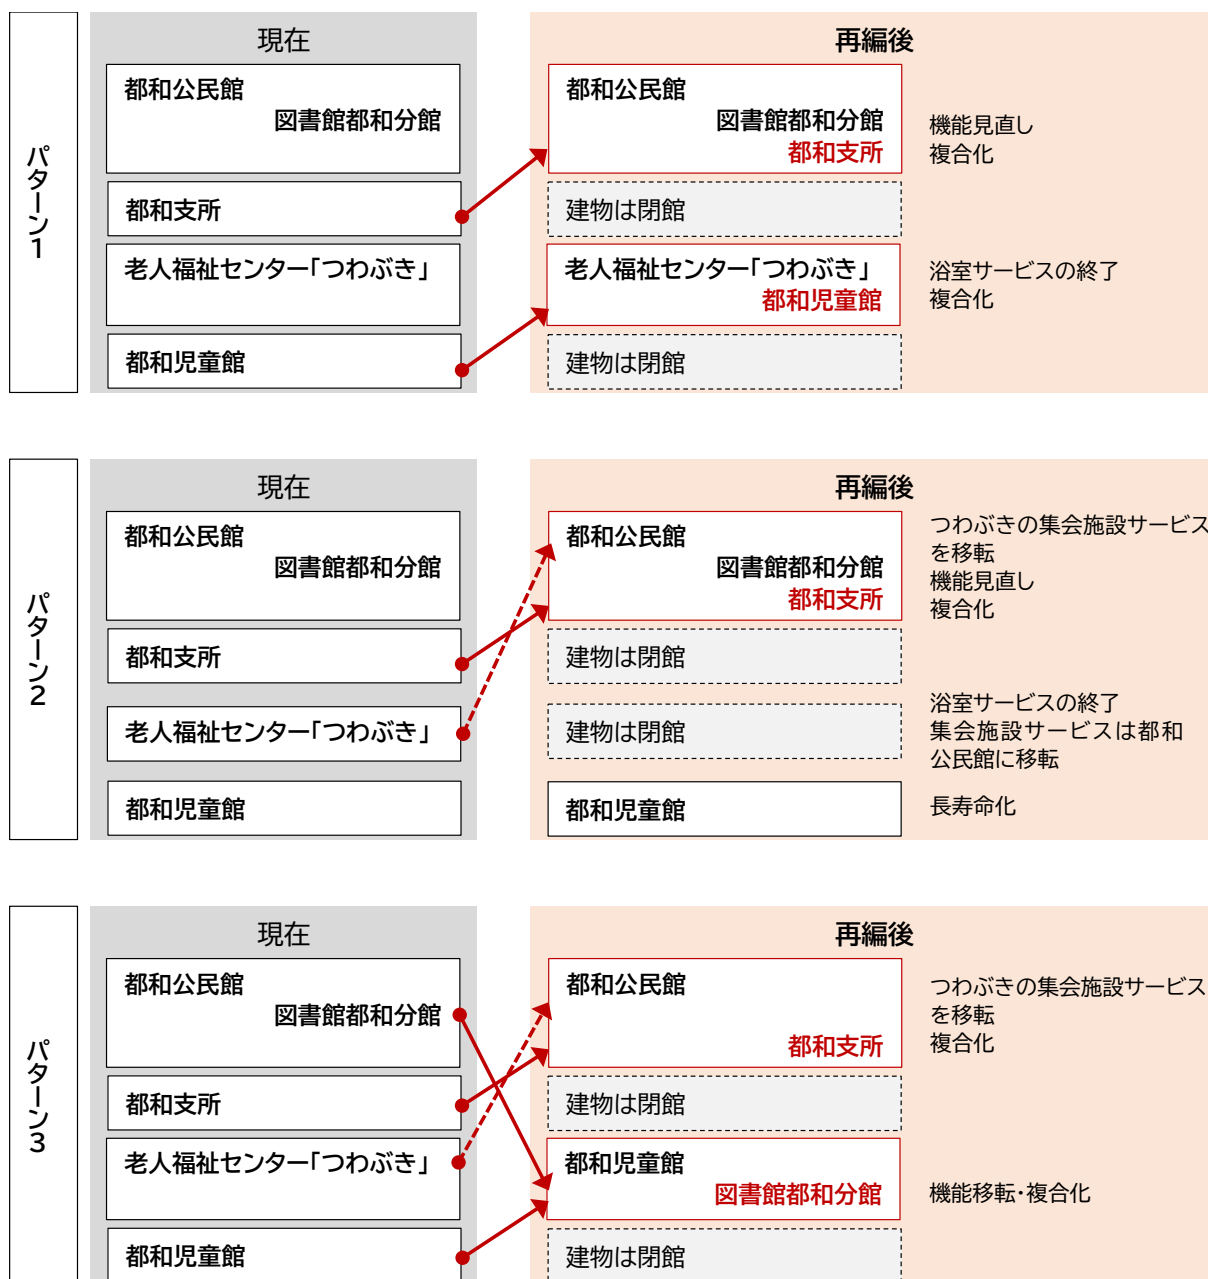 パターン1
現在
都和公民館
図書館都和分館
都和支所
老人福祉センター「つわぶき」
都和児童館
再編後
都和公民館
図書館都和分館
都和支所
機能見直し
複合化
建物は閉館
老人福祉センター「つわぶき」
都和児童館
浴室サービスの終了
複合化
建物は閉館
パターン2
現在
都和公民館
図書館都和分館
都和支所
老人福祉センター「つわぶき」
都和児童館
再編後
都和公民館
図書館都和分館
都和支所
つわぶきの集会施設サービス
を移転
機能見直し
複合化
建物は閉館
建物は閉館
浴室サービスの終了
集会施設サービスは都和
公民館に移転
都和児童館
長寿命化
パターン3
現在
都和公民館
図書館都和分館
都和支所
老人福祉センター「つわぶき」
都和児童館
再編後
都和公民館
都和支所
つわぶきの集会施設サービス
を移転
複合化
建物は閉館
都和児童館
図書館都和分館
機能移転・複合化
建物は閉館